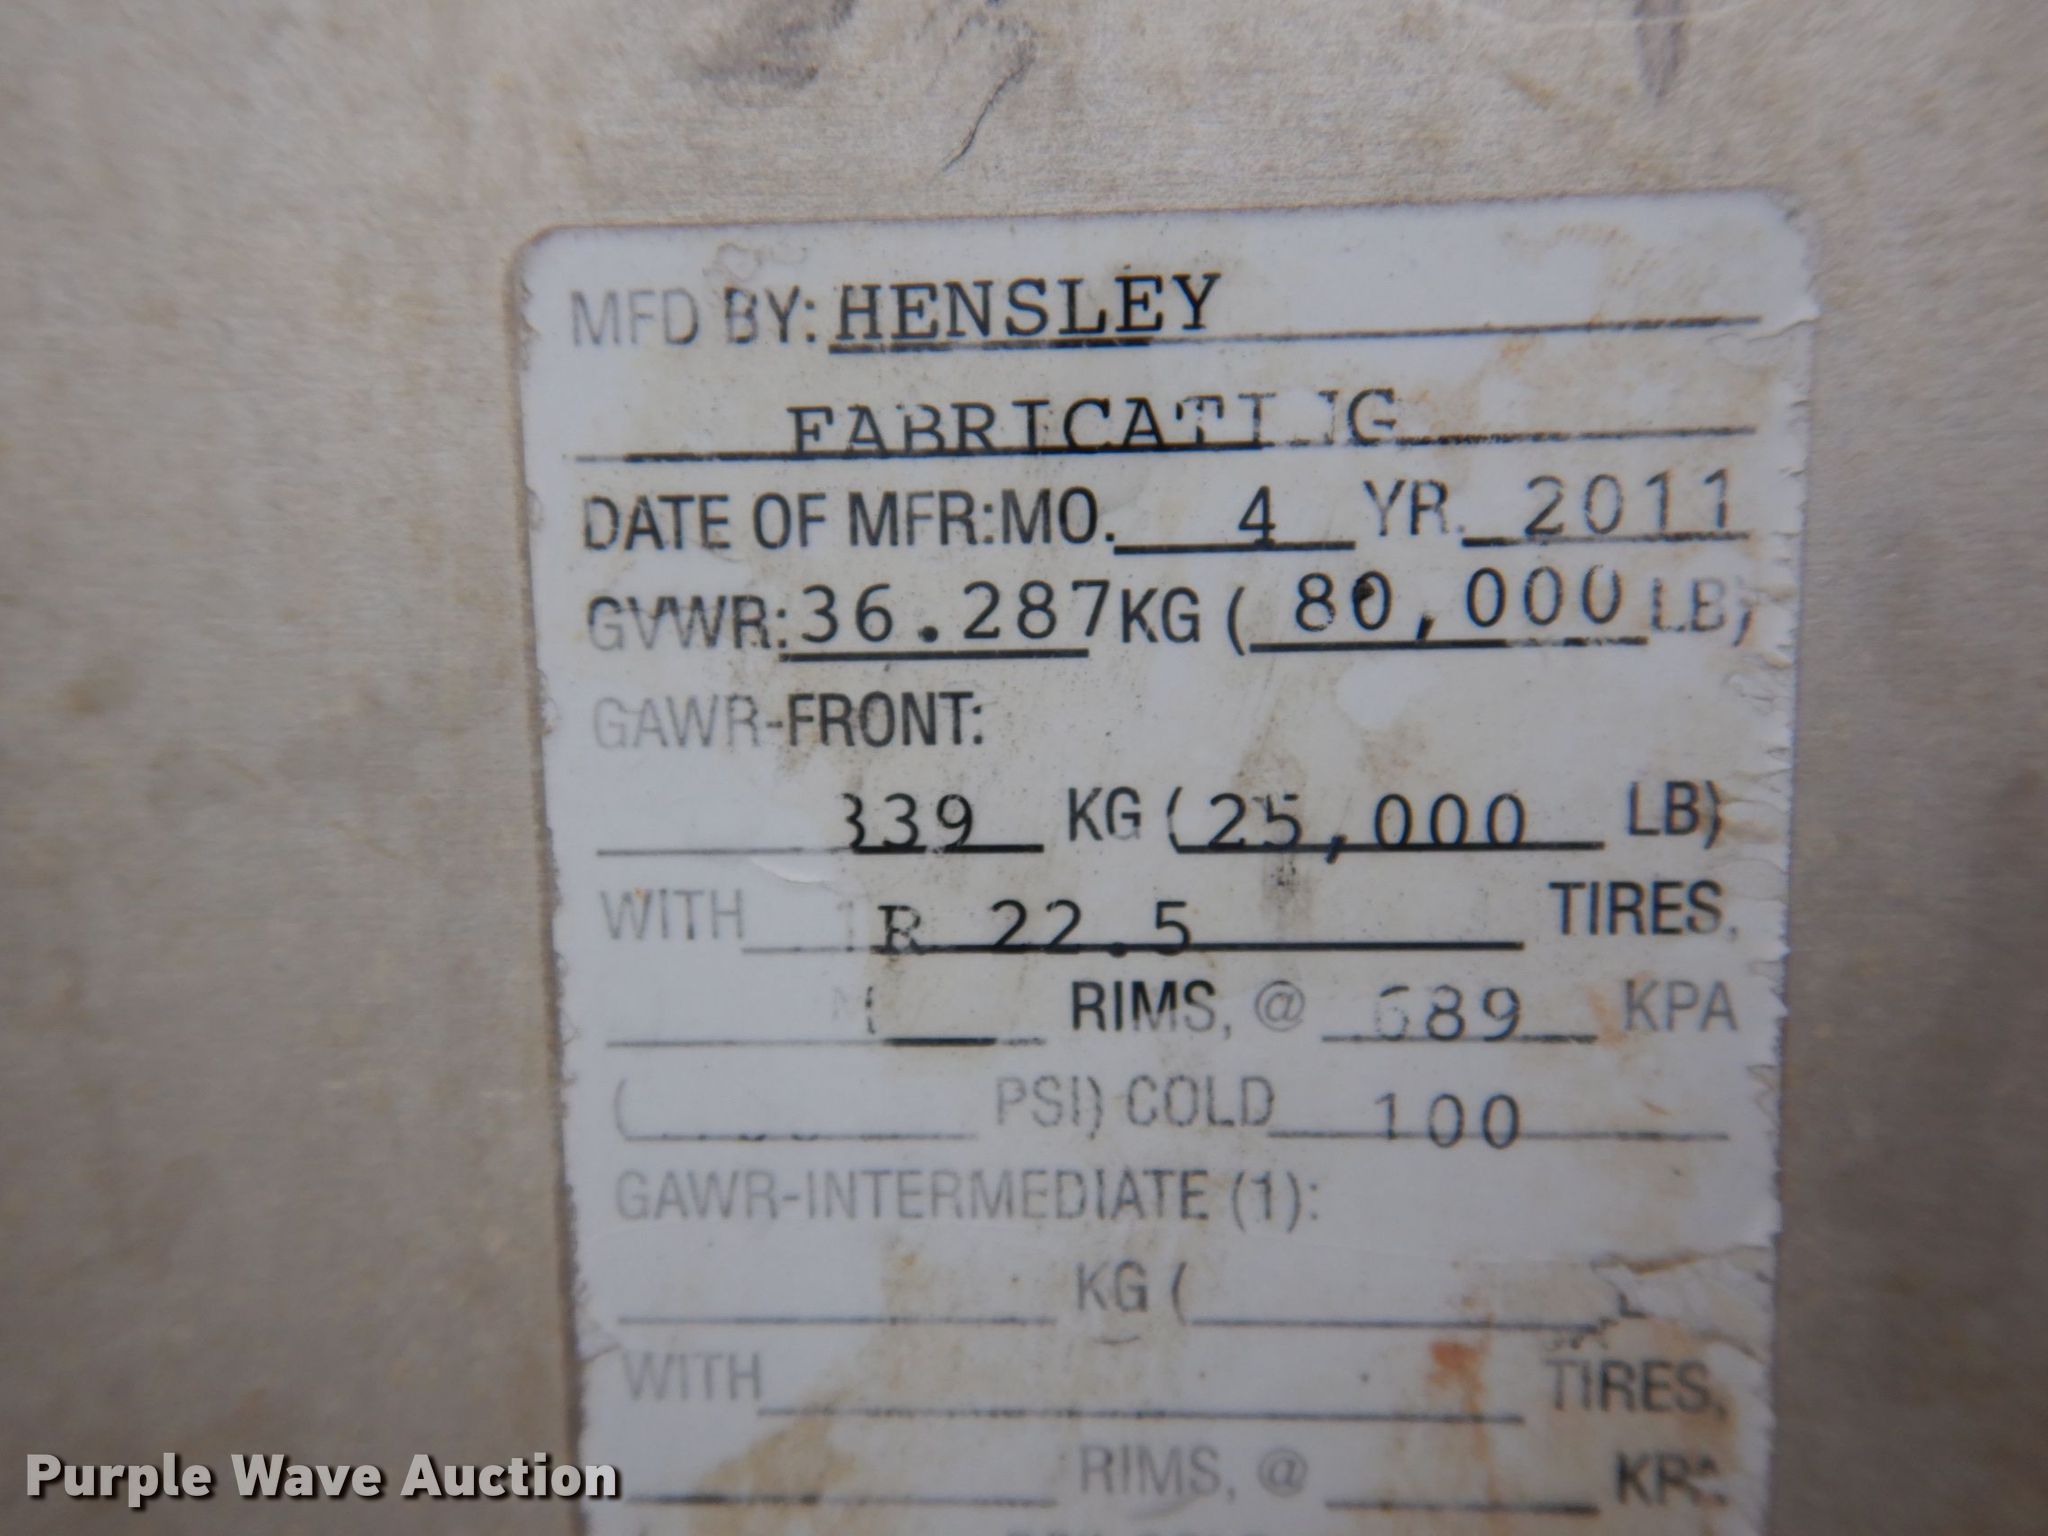 MFD BY: HENSLEY
FABRICATING
DATE OF MFR: MO. 4 YR. 2011
GVWR: 36.287 KG ( 80,000 LB)
GAWR-FRONT:
339 KG ( 25,000 LB)
WITH R 22.5 TIRES,
RIMS, @ 689 KPA
( PSI) COLD 100
GAWR-INTERMEDIATE (1):
KG (
WITH TIRES,
RIMS, @ KPA
Purple Wave Auction